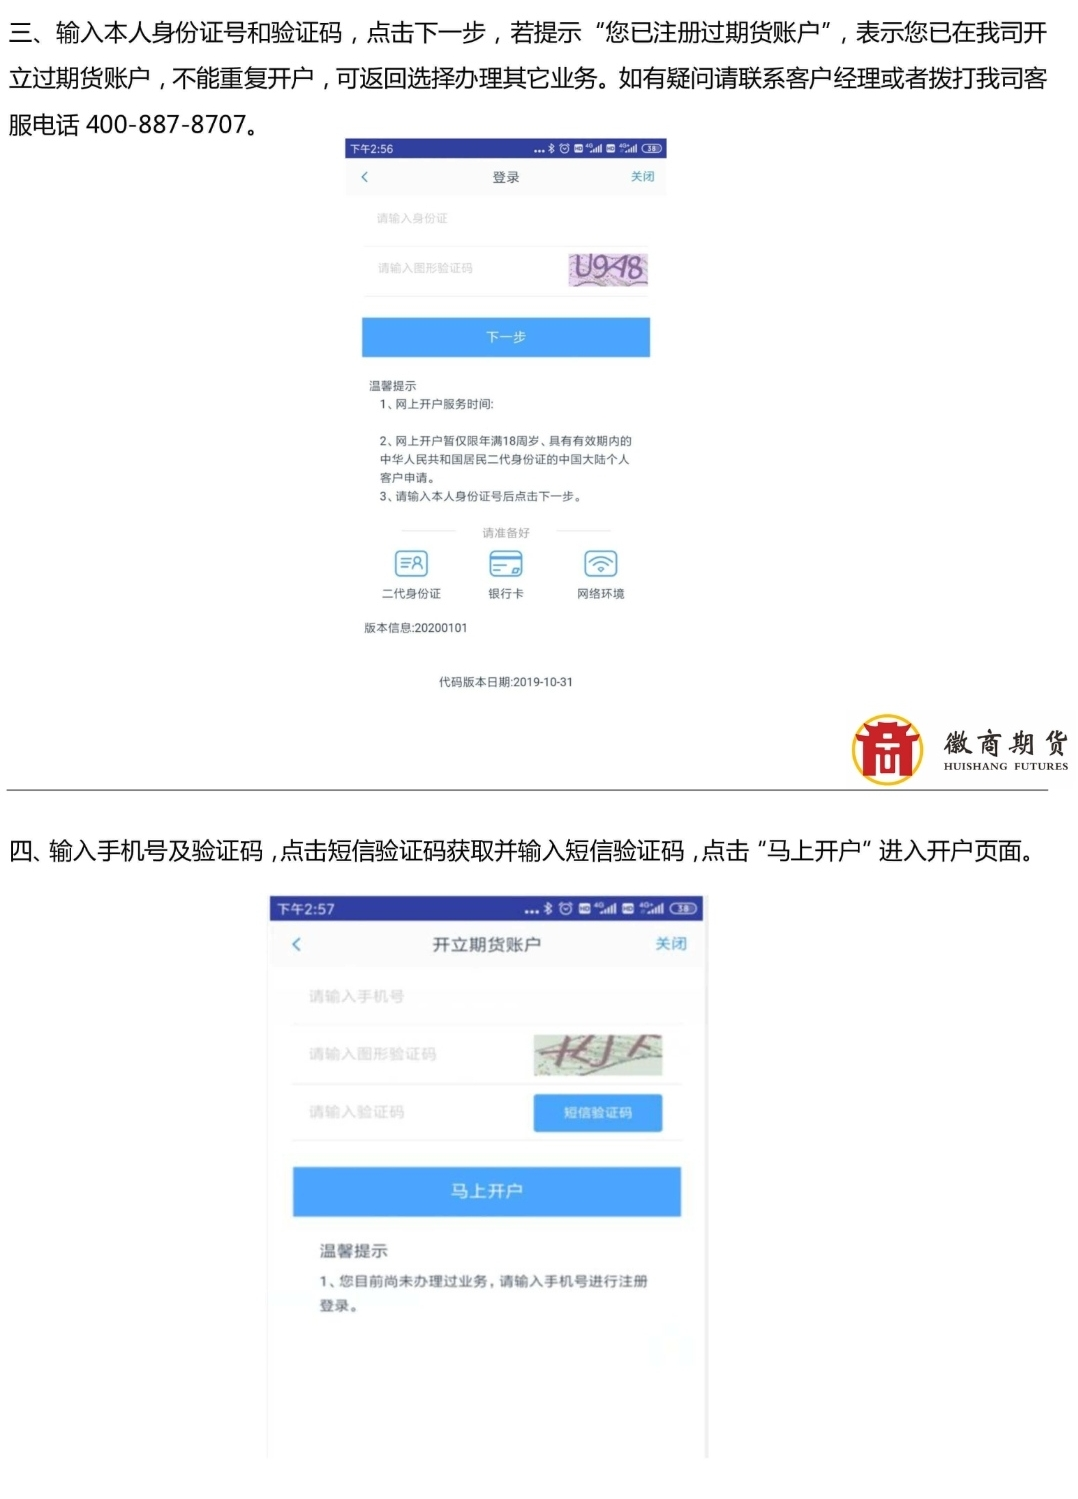 三、输入本人身份证号和验证码，点击下一步，若提示“您已注册过期货账户”，表示您已在我司开
立过期货账户，不能重复开户，可返回选择办理其它业务。如有疑问请联系客户经理或者拨打我司客
服电话 400-887-8707。
下午2:56
登录
关闭
请输入身份证
请输入图形验证码
U948
下一步
温馨提示
1、网上开户服务时间:
2、网上开户暂仅限年满18周岁、具有有效期内的
中华人民共和国居民二代身份证的中国大陆个人
客户申请。
3、请输入本人身份证号后点击下一步。
请准备好
二代身份证 银行卡 网络环境
版本信息:20200101
代码版本日期:2019-10-31
徽商期货
HUISHANG FUTURES
四、输入手机号及验证码,点击短信验证码获取并输入短信验证码,点击“马上开户”进入开户页面。
下午2:57
开立期货账户
关闭
请输入手机号
请输入图形验证码
请输入验证码
短信验证码
马上开户
温馨提示
1、您目前尚未办理过业务，请输入手机号进行注册
登录。